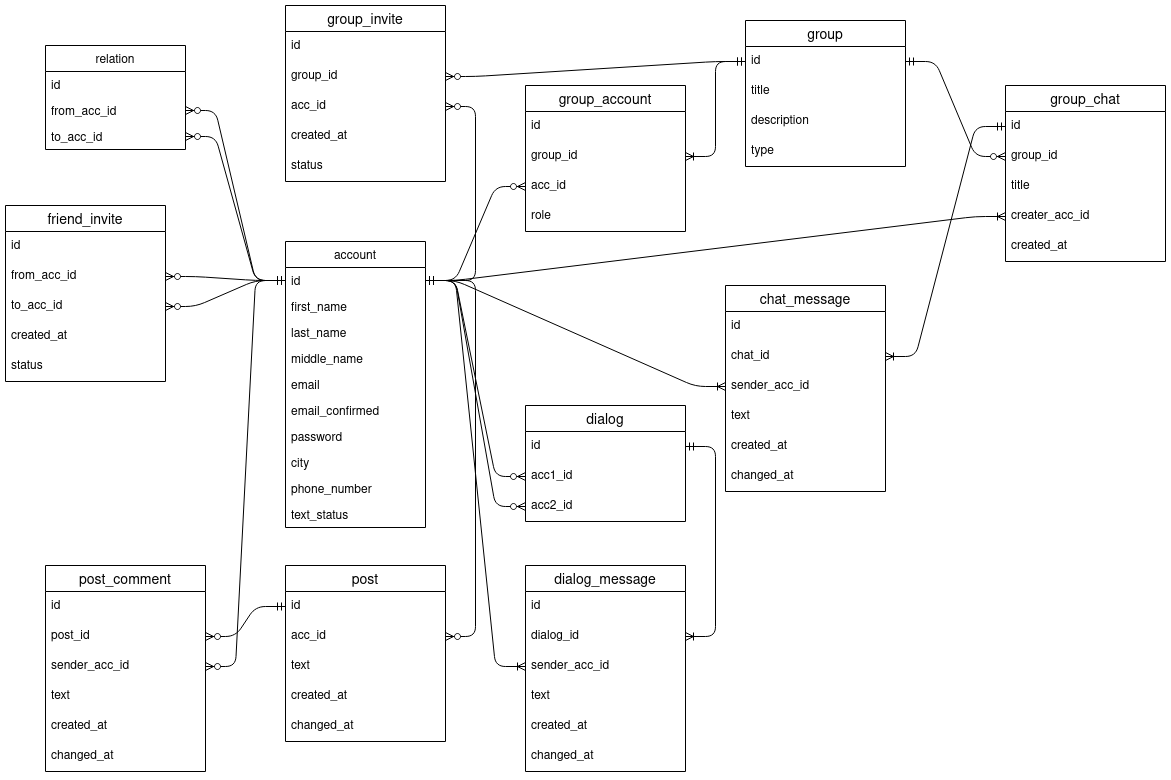 group_invite
id
group_id
acc_id
created_at
status
group
id
title
description
type
relation
id
from_acc_id
to_acc_id
group_account
id
group_id
acc_id
role
group_chat
id
group_id
title
creater_acc_id
created_at
friend_invite
id
from_acc_id
to_acc_id
created_at
status
account
id
first_name
last_name
middle_name
email
email_confirmed
password
city
phone_number
text_status
chat_message
id
chat_id
sender_acc_id
text
created_at
changed_at
dialog
id
acc1_id
acc2_id
post_comment
id
post_id
sender_acc_id
text
created_at
changed_at
post
id
acc_id
text
created_at
changed_at
dialog_message
id
dialog_id
sender_acc_id
text
created_at
changed_at